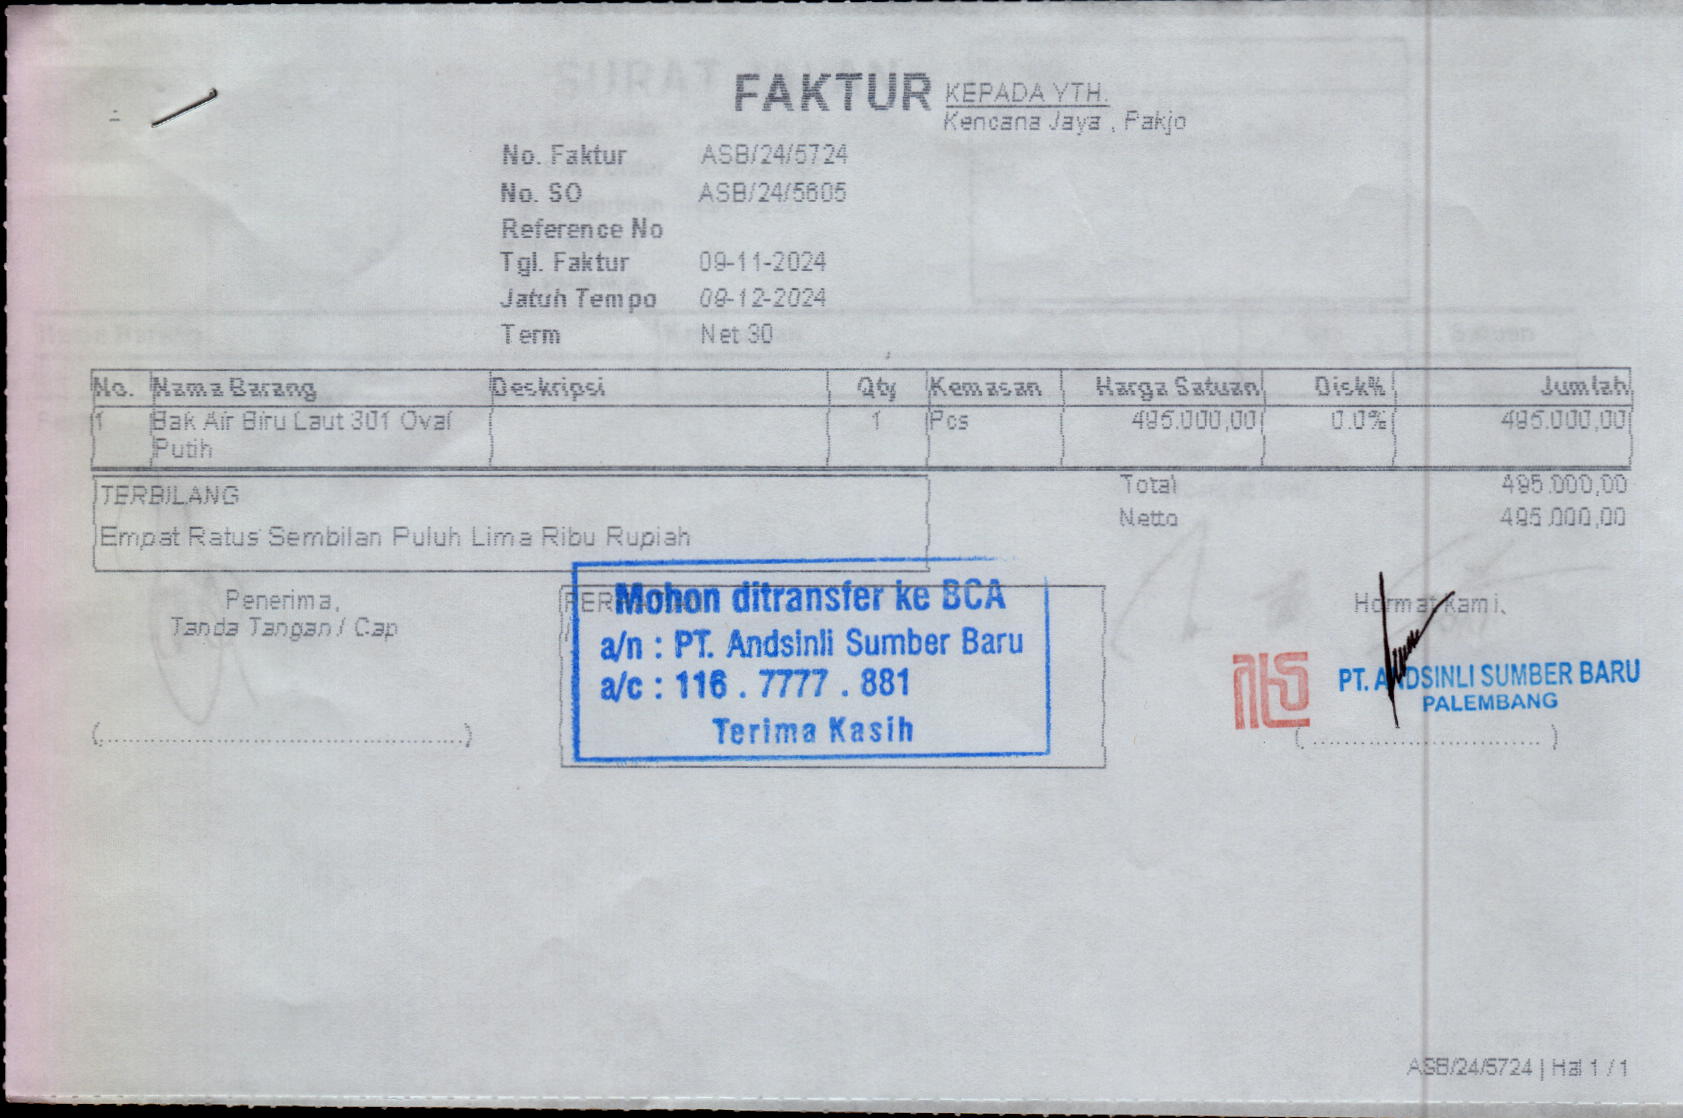 FAKTUR
KEPADA YTH.
Kencana Jaya , Pakjo
No. Faktur ASB/24/5724
No. SO ASB/24/5605
Reference No
Tgl. Faktur 09-11-2024
Jatuh Tempo 09-12-2024
Term Net 30
No. Nama Barang Deskripsi Qty Kemasan Harga Satuan Disk% Jumlah
1 Bak Air Biru Laut 301 Oval 1 Pcs 495.000,00 0.0% 495.000,00
Putih
TERBILANG
Empat Ratus Sembilan Puluh Lima Ribu Rupiah
Total 495.000,00
Netto 495.000,00
Penerima,
Tanda Tangan / Cap
(..............................................)
Mohon ditransfer ke BCA
a/n : PT. Andsinli Sumber Baru
a/c : 116 . 7777 . 881
Terima Kasih
Hormat Kami,
PT. ANDSINLI SUMBER BARU
PALEMBANG
( ............................. )
ASB/24/5724 | Hal 1 / 1